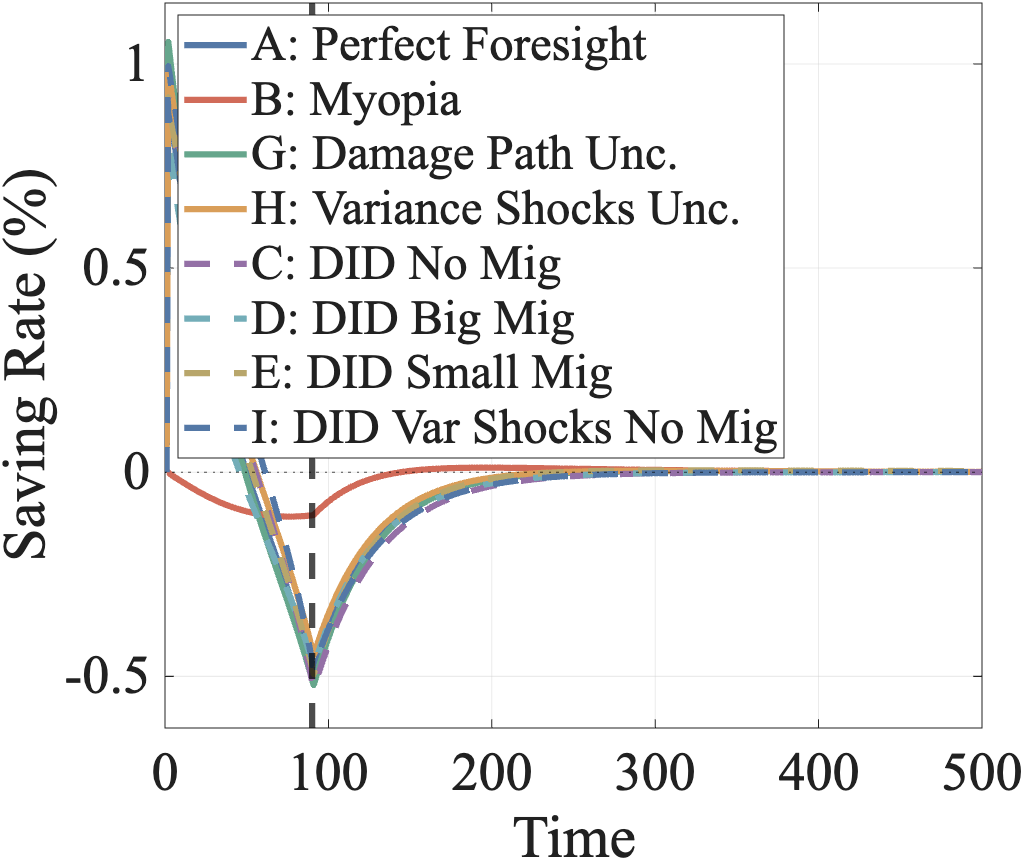 A: Perfect Foresight
B: Myopia
G: Damage Path Unc.
H: Variance Shocks Unc.
C: DID No Mig
D: DID Big Mig
E: DID Small Mig
I: DID Var Shocks No Mig
Saving Rate (%)
1
0.5
0
-0.5
0 100 200 300 400 500
Time